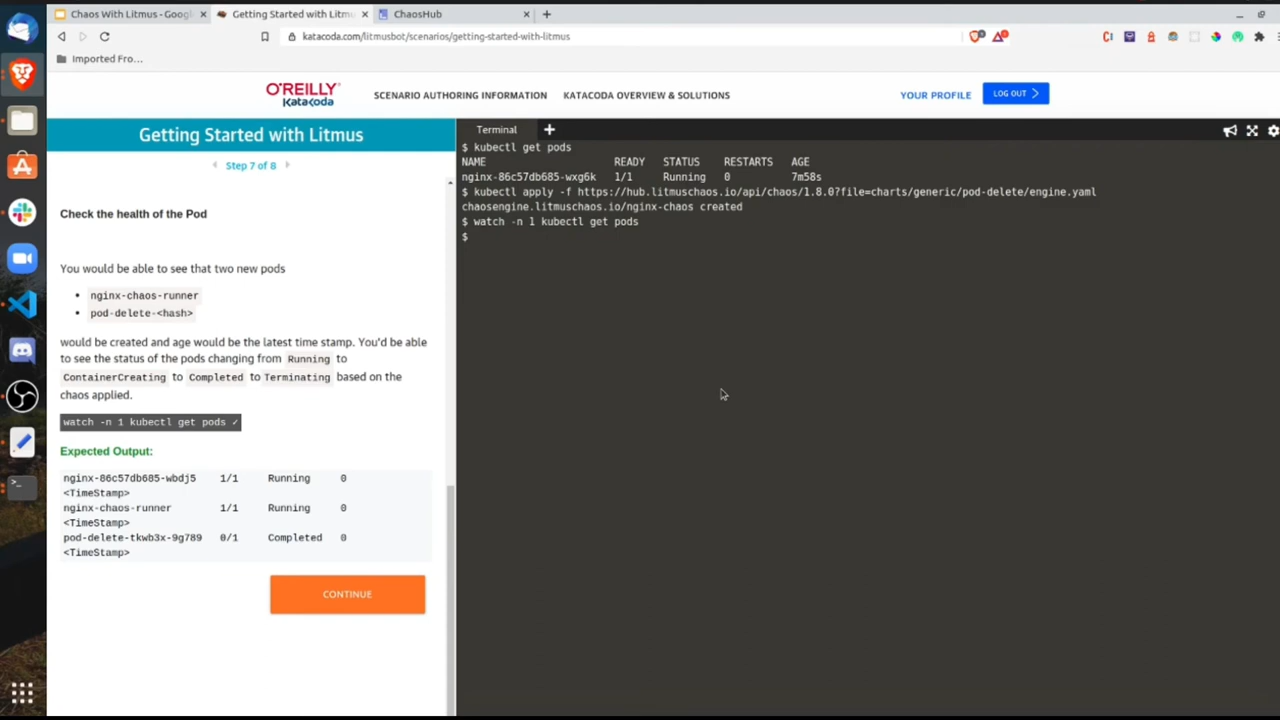 Chaos With Litmus - Googl
Getting Started with Litmu
ChaosHub
katacoda.com/litmusbot/scenarios/getting-started-with-litmus
Imported Fro...
O'REILLY
Katacoda
SCENARIO AUTHORING INFORMATION
KATACODA OVERVIEW & SOLUTIONS
YOUR PROFILE
LOG OUT
Getting Started with Litmus
Step 7 of 8
Check the health of the Pod
You would be able to see that two new pods
• nginx-chaos-runner
• pod-delete-<hash>
would be created and age would be the latest time stamp. You'd be able
to see the status of the pods changing from Running to
ContainerCreating to Completed to Terminating based on the
chaos applied.
watch -n 1 kubectl get pods ✓
Expected Output:
nginx-86c57db685-wbdj5 1/1 Running 0
<TimeStamp>
nginx-chaos-runner 1/1 Running 0
<TimeStamp>
pod-delete-tkwb3x-9g789 0/1 Completed 0
<TimeStamp>
CONTINUE
Terminal
$ kubectl get pods
NAME READY STATUS RESTARTS AGE
nginx-86c57db685-wxg6k 1/1 Running 0 7m58s
$ kubectl apply -f https://hub.litmuschaos.io/api/chaos/1.8.0?file=charts/generic/pod-delete/engine.yaml
chaosengine.litmuschaos.io/nginx-chaos created
$ watch -n 1 kubectl get pods
$